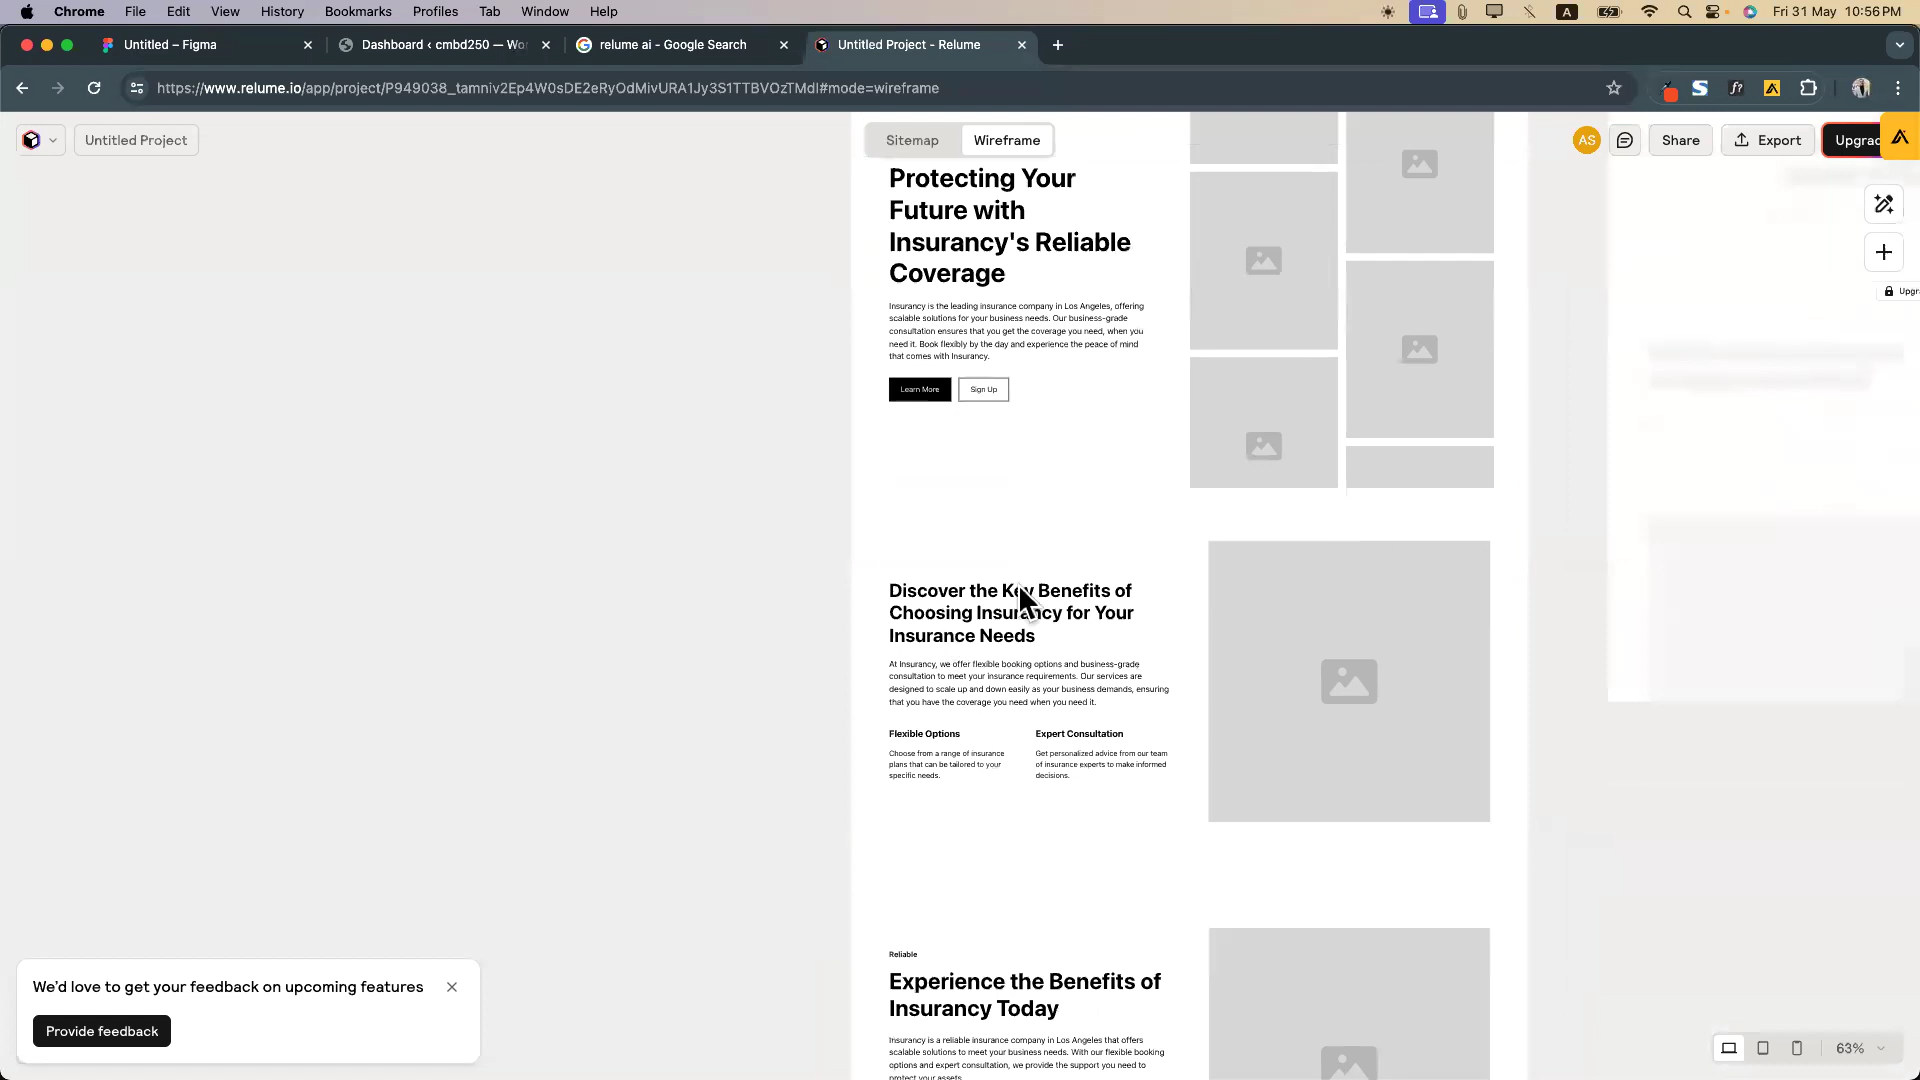 Chrome File Edit View History Bookmarks Profiles Tab Window Help A Fri 31 May 10:56 PM
Untitled – Figma Dashboard ‹ cmbd250 — Wo relume ai - Google Search Untitled Project - Relume
https://www.relume.io/app/project/P949038_tamniv2Ep4W0sDE2eRyOdMivURA1Jy3S1TTBVOzTMdI#mode=wireframe
Untitled Project Sitemap Wireframe AS Share Export Upgrad
Protecting Your
Future with
Insurancy's Reliable
Coverage
Upgra
Insurancy is the leading insurance company in Los Angeles, offering
scalable solutions for your business needs. Our business-grade
consultation ensures that you get the coverage you need, when you
need it. Book flexibly by the day and experience the peace of mind
that comes with Insurancy.
Learn More Sign Up
Discover the Key Benefits of
Choosing Insurancy for Your
Insurance Needs
At Insurancy, we offer flexible booking options and business-grade
consultation to meet your insurance requirements. Our services are
designed to scale up and down easily as your business demands, ensuring
that you have the coverage you need when you need it.
Flexible Options
Choose from a range of insurance
plans that can be tailored to your
specific needs.
Expert Consultation
Get personalized advice from our team
of insurance experts to make informed
decisions.
Reliable
Experience the Benefits of
Insurancy Today
Insurancy is a reliable insurance company in Los Angeles that offers
scalable solutions to meet your business needs. With our flexible booking
options and expert consultation, we provide the support you need to
protect your assets.
We'd love to get your feedback on upcoming features
Provide feedback
63%